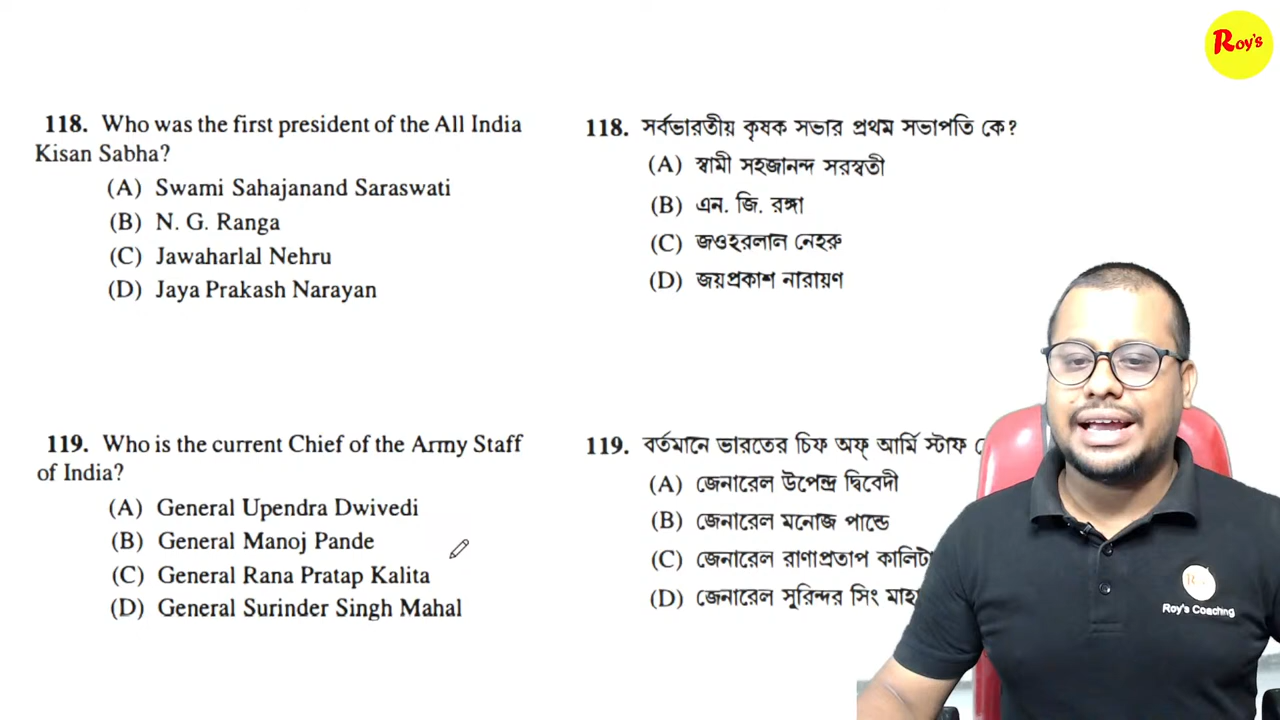 Roy's
118. Who was the first president of the All India
Kisan Sabha?
(A) Swami Sahajanand Saraswati
(B) N. G. Ranga
(C) Jawaharlal Nehru
(D) Jaya Prakash Narayan
119. Who is the current Chief of the Army Staff
of India?
(A) General Upendra Dwivedi
(B) General Manoj Pande
(C) General Rana Pratap Kalita
(D) General Surinder Singh Mahal
118. সর্বভারতীয় কৃষক সভার প্রথম সভাপতি কে?
(A) স্বামী সহজানন্দ সরস্বতী
(B) এন. জি. রঙ্গা
(C) জওহরলাল নেহরু
(D) জয়প্রকাশ নারায়ণ
119. বর্তমানে ভারতের চিফ অফ্ আর্মি স্টাফ
(A) জেনারেল উপেন্দ্র দ্বিবেদী
(B) জেনারেল মনোজ পান্ডে
(C) জেনারেল রাণাপ্রতাপ কালিটা
(D) জেনারেল সুরিন্দর সিং
Roy's Coaching